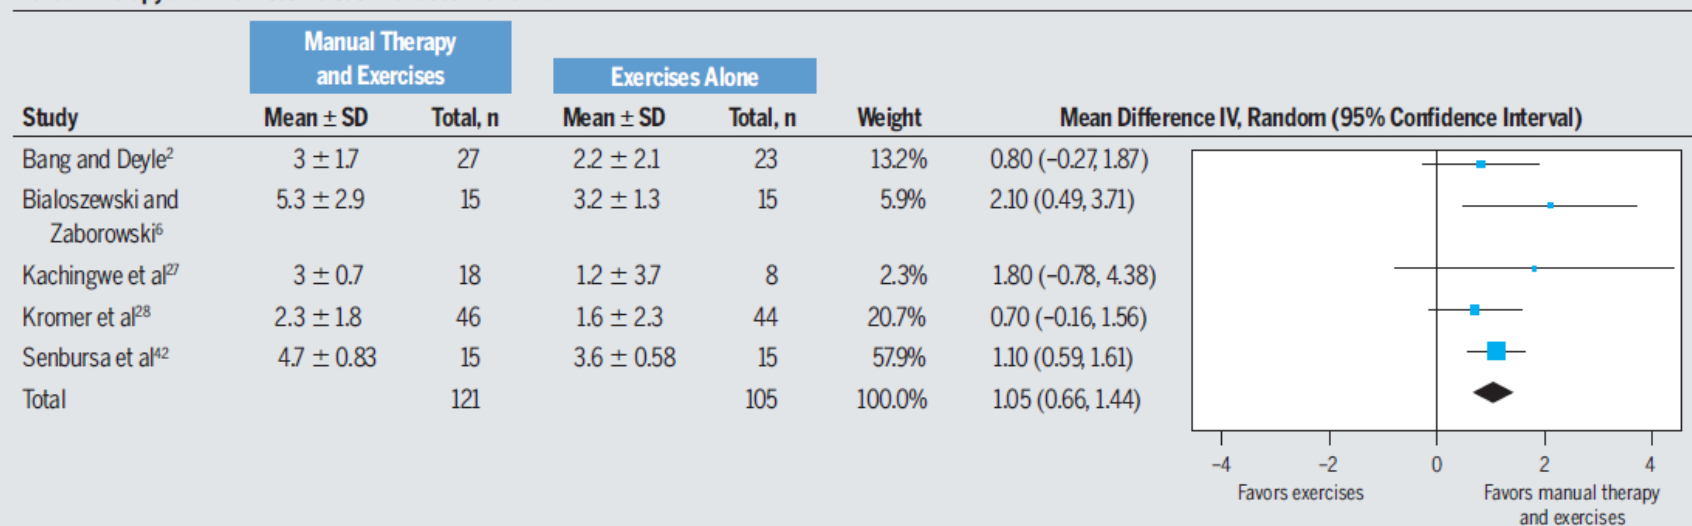 Manual Therapy
and Exercises
Exercises Alone
Study Mean ± SD Total, n Mean ± SD Total, n Weight Mean Difference IV, Random (95% Confidence Interval)
Bang and Deyle² 3 ± 1.7 27 2.2 ± 2.1 23 13.2% 0.80 (−0.27, 1.87)
Bialoszewski and 5.3 ± 2.9 15 3.2 ± 1.3 15 5.9% 2.10 (0.49, 3.71)
Zaborowski⁶
Kachingwe et al²⁷ 3 ± 0.7 18 1.2 ± 3.7 8 2.3% 1.80 (−0.78, 4.38)
Kromer et al²⁸ 2.3 ± 1.8 46 1.6 ± 2.3 44 20.7% 0.70 (−0.16, 1.56)
Senbursa et al⁴² 4.7 ± 0.83 15 3.6 ± 0.58 15 57.9% 1.10 (0.59, 1.61)
Total 121 105 100.0% 1.05 (0.66, 1.44)
−4 −2 0 2 4
Favors exercises Favors manual therapy
and exercises